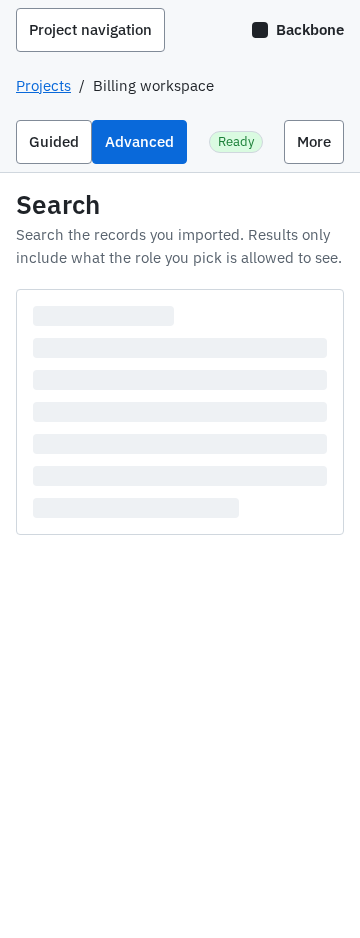 Project navigation
Backbone
Projects / Billing workspace
Guided
Advanced
Ready
More
Search
Search the records you imported. Results only
include what the role you pick is allowed to see.